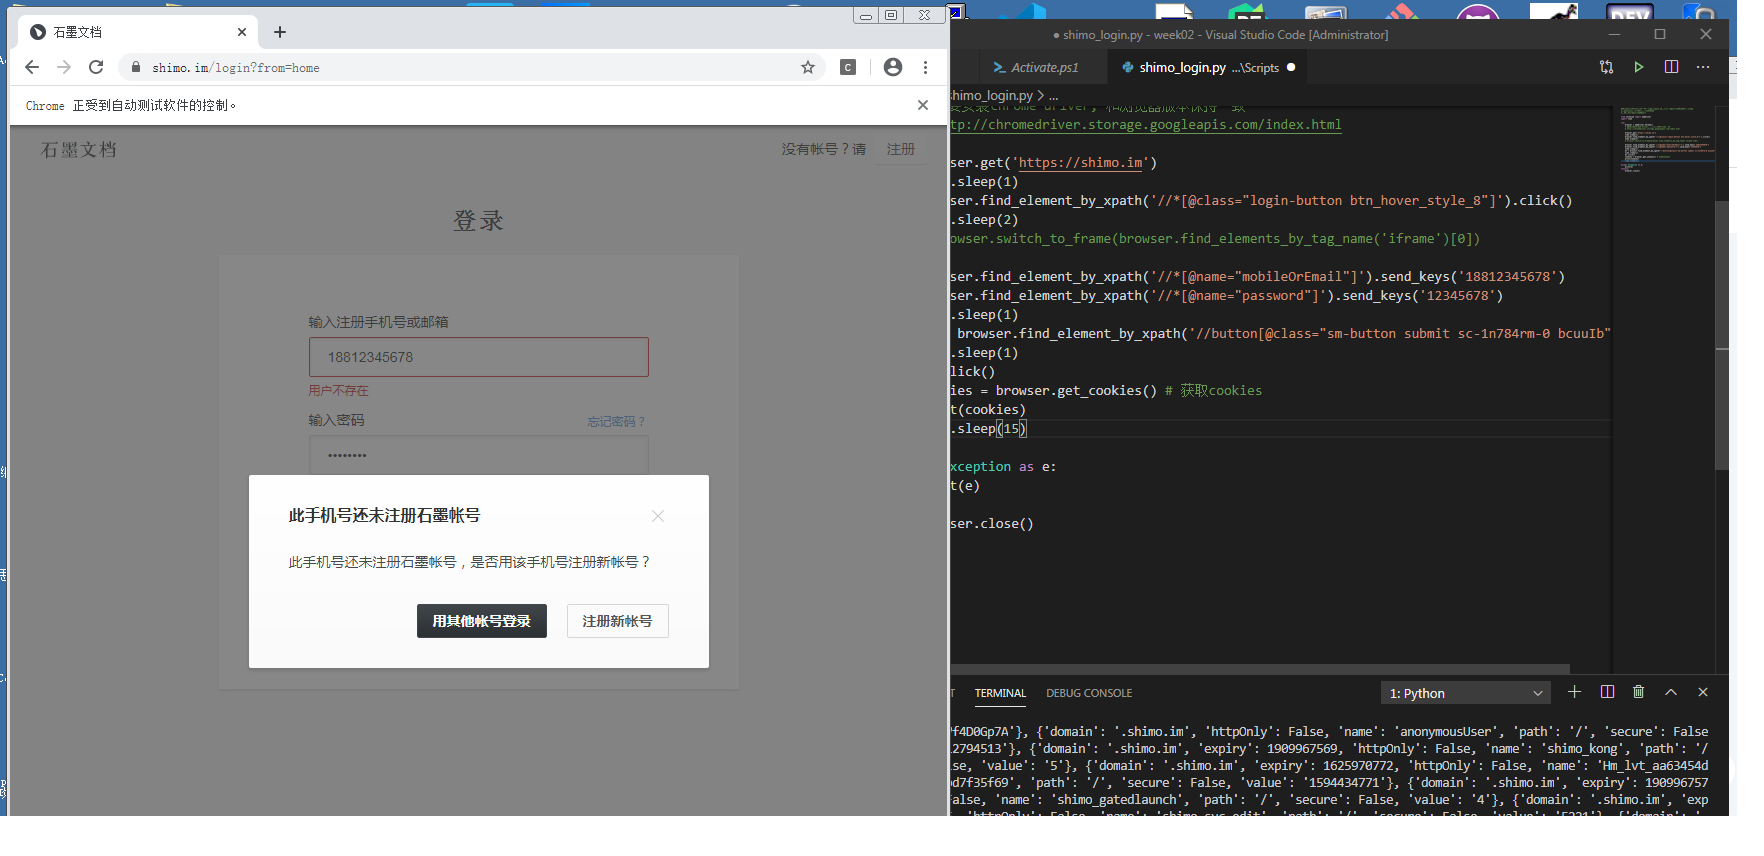 石墨文档
shimo.im/login?from=home
Chrome 正受到自动测试软件的控制。
石墨文档
没有帐号？请 注册
登录
输入注册手机号或邮箱
18812345678
用户不存在
输入密码 忘记密码？
••••••••
此手机号还未注册石墨帐号
此手机号还未注册石墨帐号，是否用该手机号注册新帐号？
用其他帐号登录 注册新帐号
● shimo_login.py - week02 - Visual Studio Code [Administrator]
Activate.ps1 shimo_login.py ...\Scripts
himo_login.py > ...
tp://chromedriver.storage.googleapis.com/index.html
ser.get('https://shimo.im')
.sleep(1)
ser.find_element_by_xpath('//*[@class="login-button btn_hover_style_8"]').click()
.sleep(2)
owser.switch_to_frame(browser.find_elements_by_tag_name('iframe')[0])
ser.find_element_by_xpath('//*[@name="mobileOrEmail"]').send_keys('18812345678')
ser.find_element_by_xpath('//*[@name="password"]').send_keys('12345678')
.sleep(1)
browser.find_element_by_xpath('//button[@class="sm-button submit sc-1n784rm-0 bcuuIb"
.sleep(1)
lick()
ies = browser.get_cookies() # 获取cookies
t(cookies)
.sleep(15)
xception as e:
t(e)
ser.close()
T TERMINAL DEBUG CONSOLE 1: Python
Pf4D0Gp7A'}, {'domain': '.shimo.im', 'httpOnly': False, 'name': 'anonymousUser', 'path': '/', 'secure': False
12794513'}, {'domain': '.shimo.im', 'expiry': 1909967569, 'httpOnly': False, 'name': 'shimo_kong', 'path': '/
lse, 'value': '5'}, {'domain': '.shimo.im', 'expiry': 1625970772, 'httpOnly': False, 'name': 'Hm_lvt_aa63454d
bd7f35f69', 'path': '/', 'secure': False, 'value': '1594434771'}, {'domain': '.shimo.im', 'expiry': 190996757
False, 'name': 'shimo_gatedlaunch', 'path': '/', 'secure': False, 'value': '4'}, {'domain': '.shimo.im', 'exp